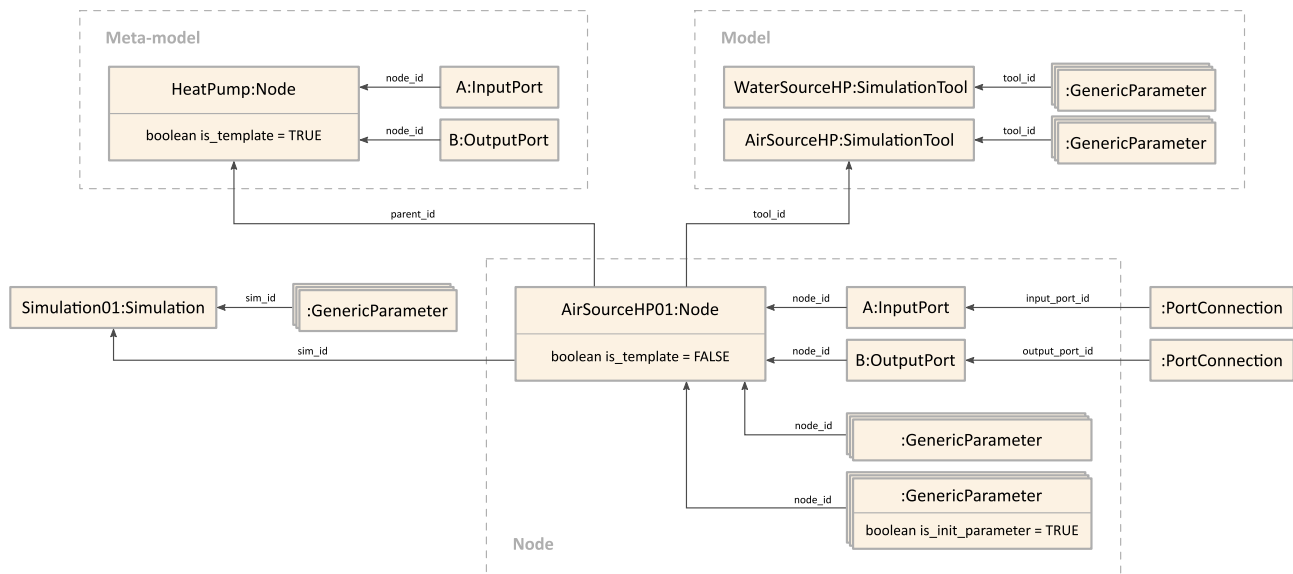 Meta-model
HeatPump:Node
boolean is_template = TRUE
node_id
A:InputPort
node_id
B:OutputPort
Model
WaterSourceHP:SimulationTool
tool_id
:GenericParameter
AirSourceHP:SimulationTool
tool_id
:GenericParameter
parent_id
tool_id
Simulation01:Simulation
sim_id
:GenericParameter
sim_id
AirSourceHP01:Node
boolean is_template = FALSE
node_id
A:InputPort
input_port_id
:PortConnection
node_id
B:OutputPort
output_port_id
:PortConnection
node_id
:GenericParameter
node_id
:GenericParameter
boolean is_init_parameter = TRUE
Node